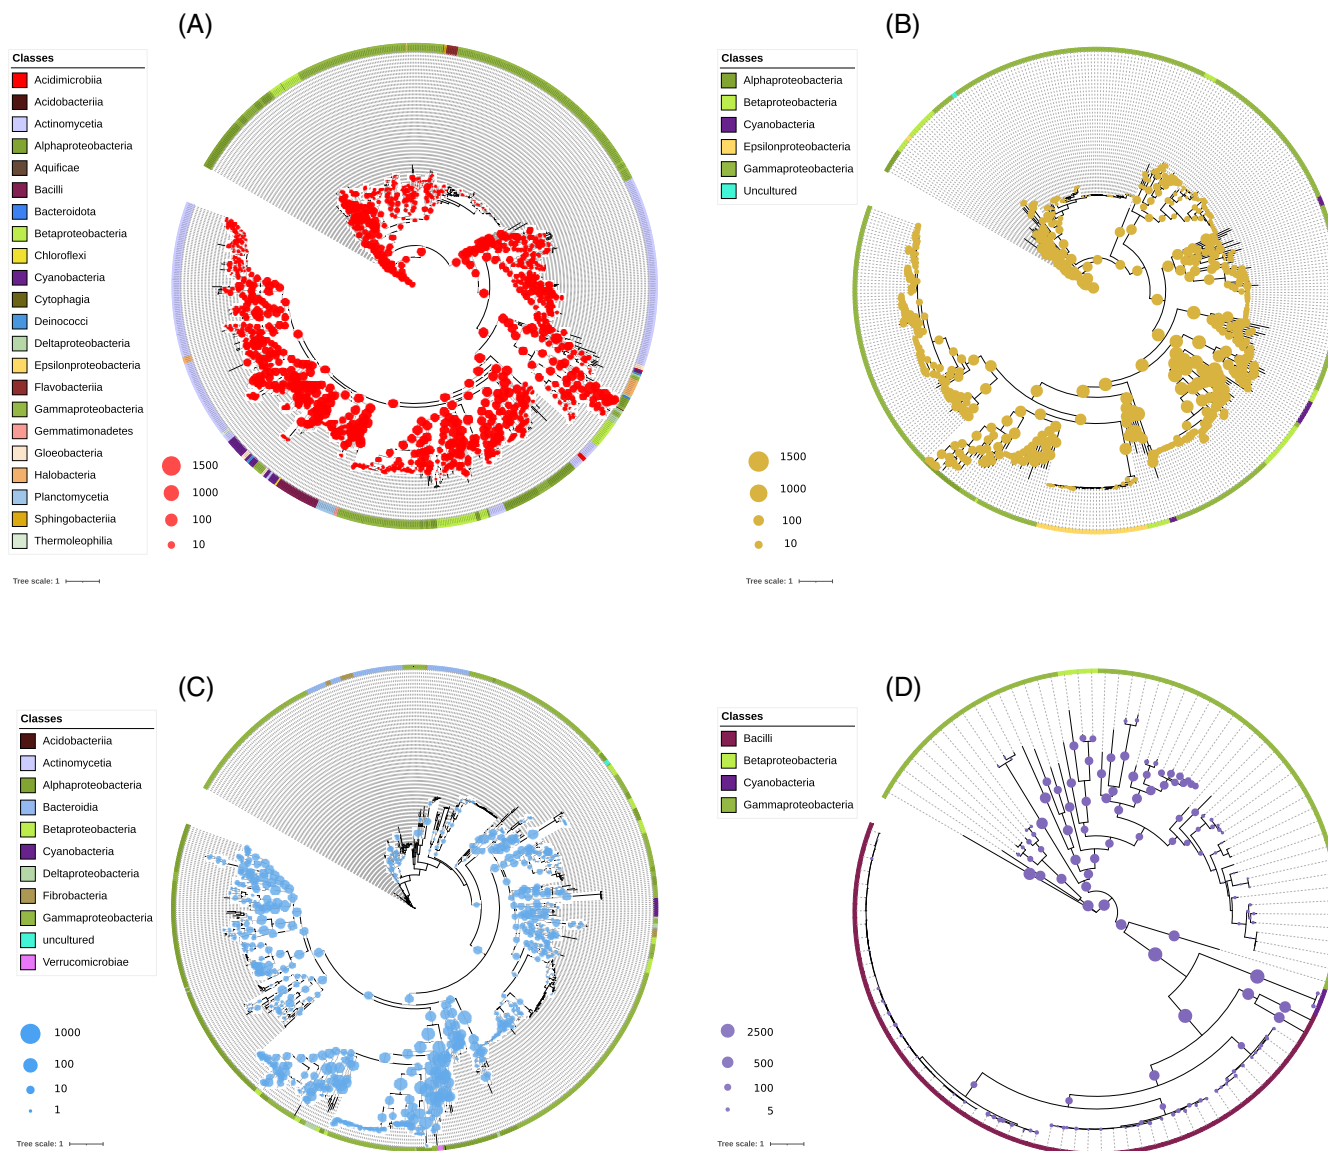 (A)
Classes
Acidimicrobiia
Acidobacteriia
Actinomycetia
Alphaproteobacteria
Aquificae
Bacilli
Bacteroidota
Betaproteobacteria
Chloroflexi
Cyanobacteria
Cytophagia
Deinococci
Deltaproteobacteria
Epsilonproteobacteria
Flavobacteriia
Gammaproteobacteria
Gemmatimonadetes
Gloeobacteria
Halobacteria
Planctomycetia
Sphingobacteriia
Thermoleophilia
1500
1000
100
10
Tree scale: 1
(B)
Classes
Alphaproteobacteria
Betaproteobacteria
Cyanobacteria
Epsilonproteobacteria
Gammaproteobacteria
Uncultured
1500
1000
100
10
Tree scale: 1
(C)
Classes
Acidobacteriia
Actinomycetia
Alphaproteobacteria
Bacteroidia
Betaproteobacteria
Cyanobacteria
Deltaproteobacteria
Fibrobacteria
Gammaproteobacteria
uncultured
Verrucomicrobiae
1000
100
10
1
Tree scale: 1
(D)
Classes
Bacilli
Betaproteobacteria
Cyanobacteria
Gammaproteobacteria
2500
500
100
5
Tree scale: 1